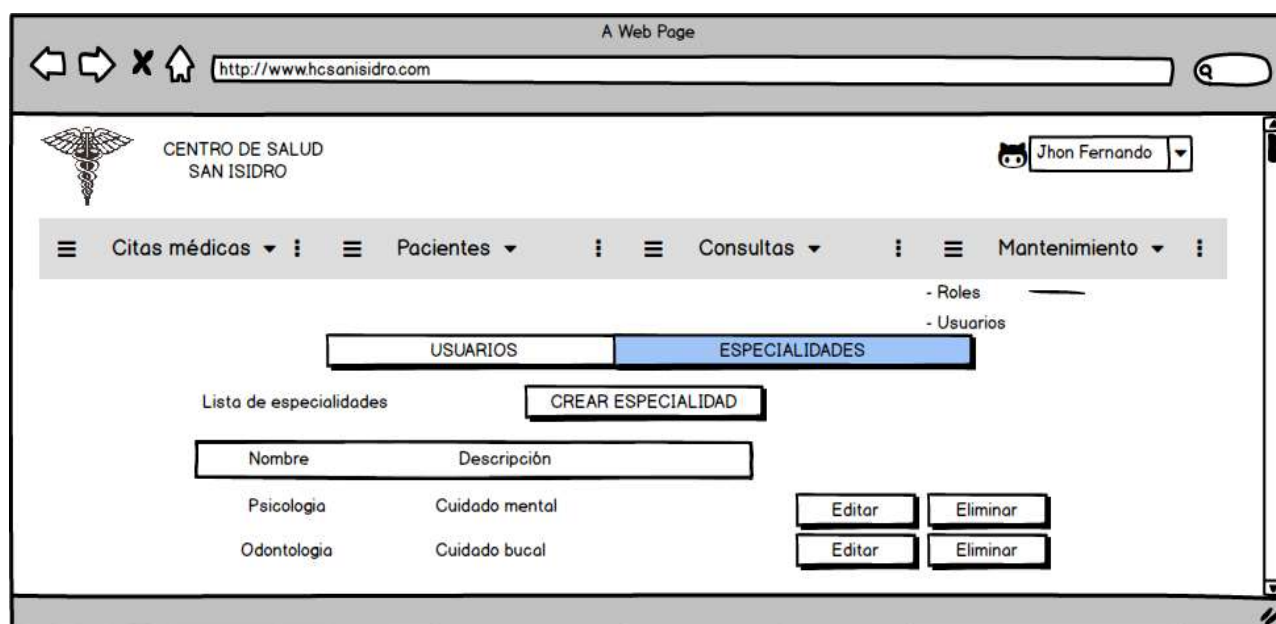 A Web Page
http://www.hcsanisidro.com
CENTRO DE SALUD
SAN ISIDRO
Jhon Fernando
Citas médicas Pacientes Consultas Mantenimiento
- Roles
- Usuarios
USUARIOS ESPECIALIDADES
Lista de especialidades CREAR ESPECIALIDAD
Nombre Descripción
Psicologia Cuidado mental Editar Eliminar
Odontologia Cuidado bucal Editar Eliminar